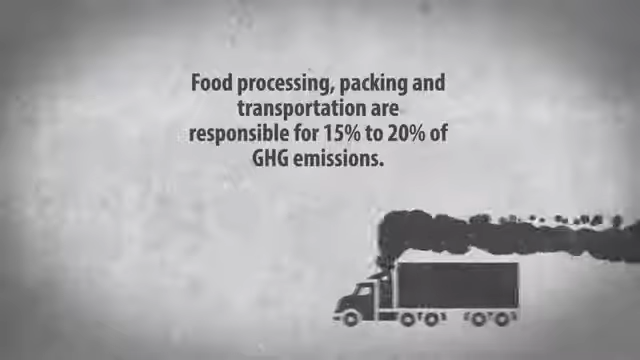 Food processing, packing and
transportation are
responsible for 15% to 20% of
GHG emissions.